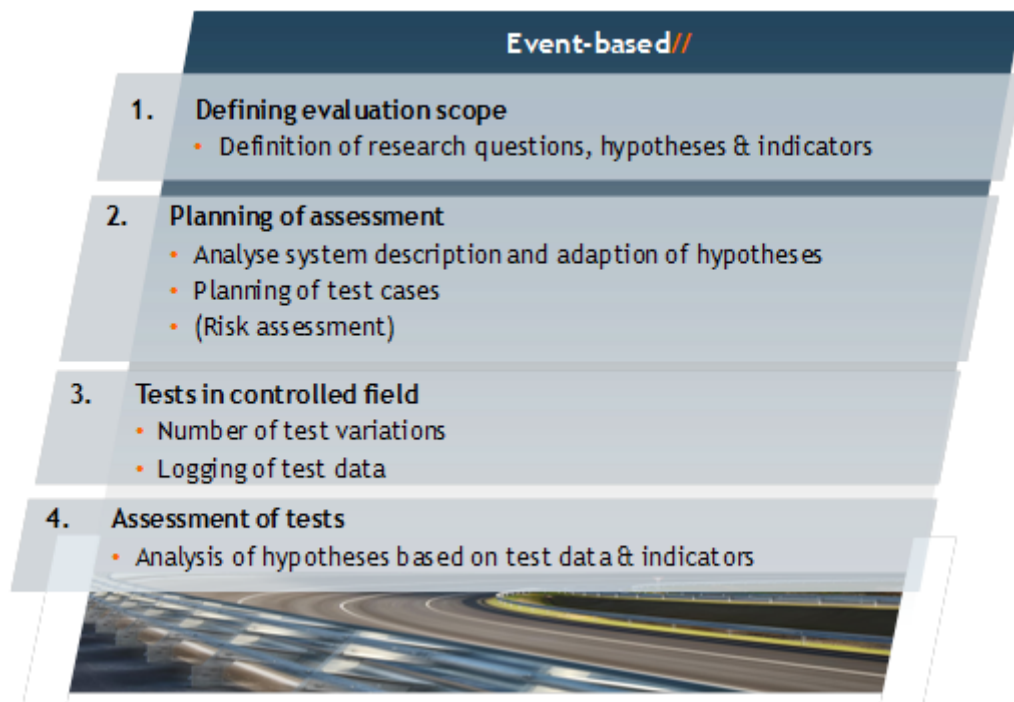 Event-based//
1. Defining evaluation scope
• Definition of research questions, hypotheses & indicators
2. Planning of assessment
• Analyse system description and adaption of hypotheses
• Planning of test cases
• (Risk assessment)
3. Tests in controlled field
• Number of test variations
• Logging of test data
4. Assessment of tests
• Analysis of hypotheses based on test data & indicators